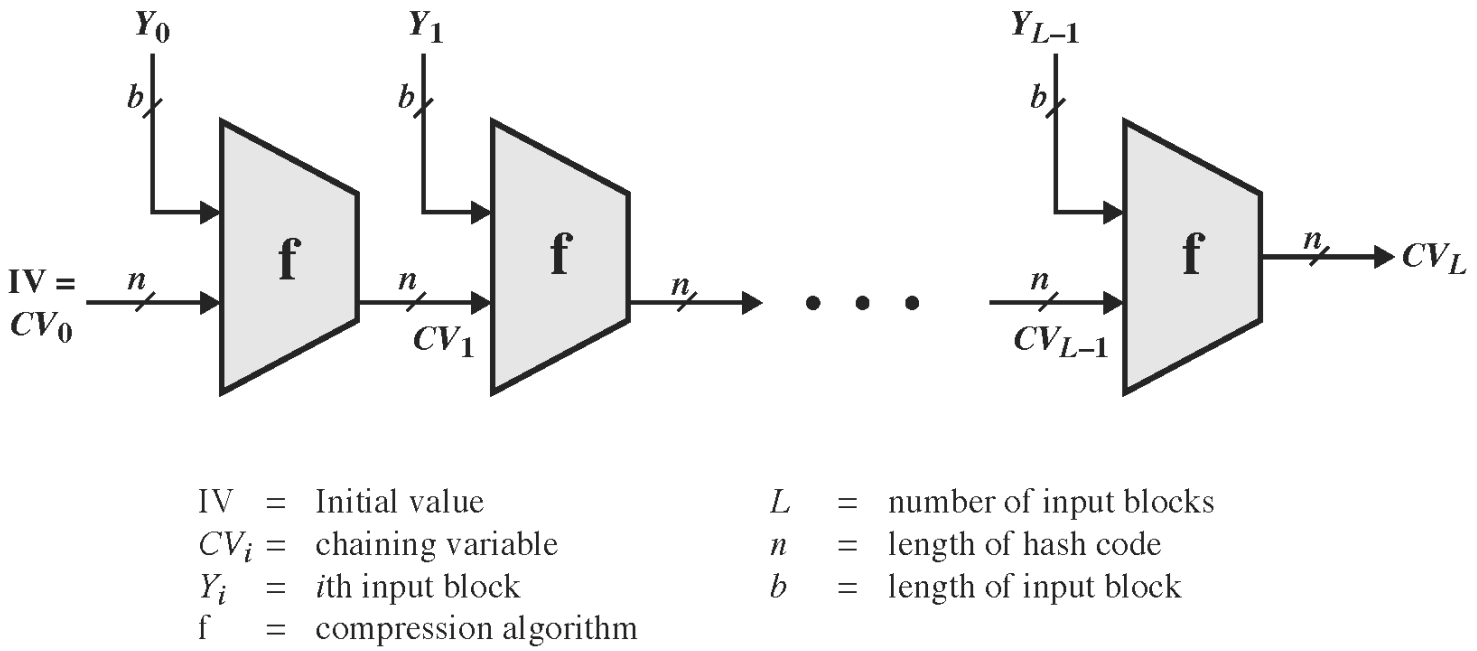 Y0 Y1 YL–1
b b b
f f f
n n n n n n
IV = CV0
CV1 CVL–1 CVL
IV = Initial value
CVi = chaining variable
Yi = ith input block
f = compression algorithm
L = number of input blocks
n = length of hash code
b = length of input block